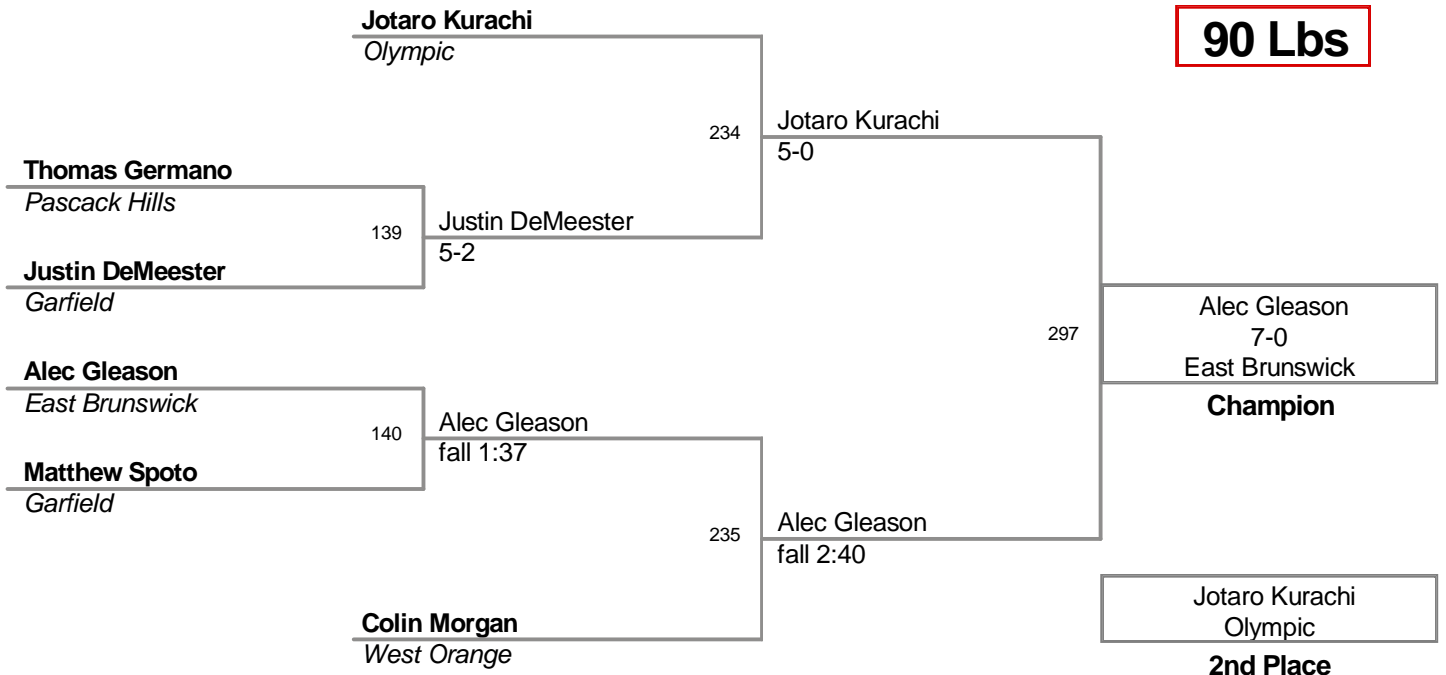 Jotaro Kurachi
Olympic
90 Lbs
234
Jotaro Kurachi
5-0
Thomas Germano
Pascack Hills
139
Justin DeMeester
5-2
Justin DeMeester
Garfield
297
Alec Gleason
7-0
East Brunswick
Champion
Alec Gleason
East Brunswick
140
Alec Gleason
fall 1:37
Matthew Spoto
Garfield
235
Alec Gleason
fall 2:40
Colin Morgan
West Orange
Jotaro Kurachi
Olympic
2nd Place